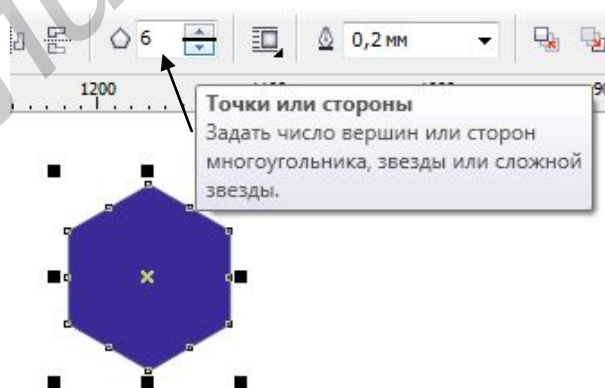 6
0,2 мм
1200
Точки или стороны
Задать число вершин или сторон
многоугольника, звезды или сложной
звезды.